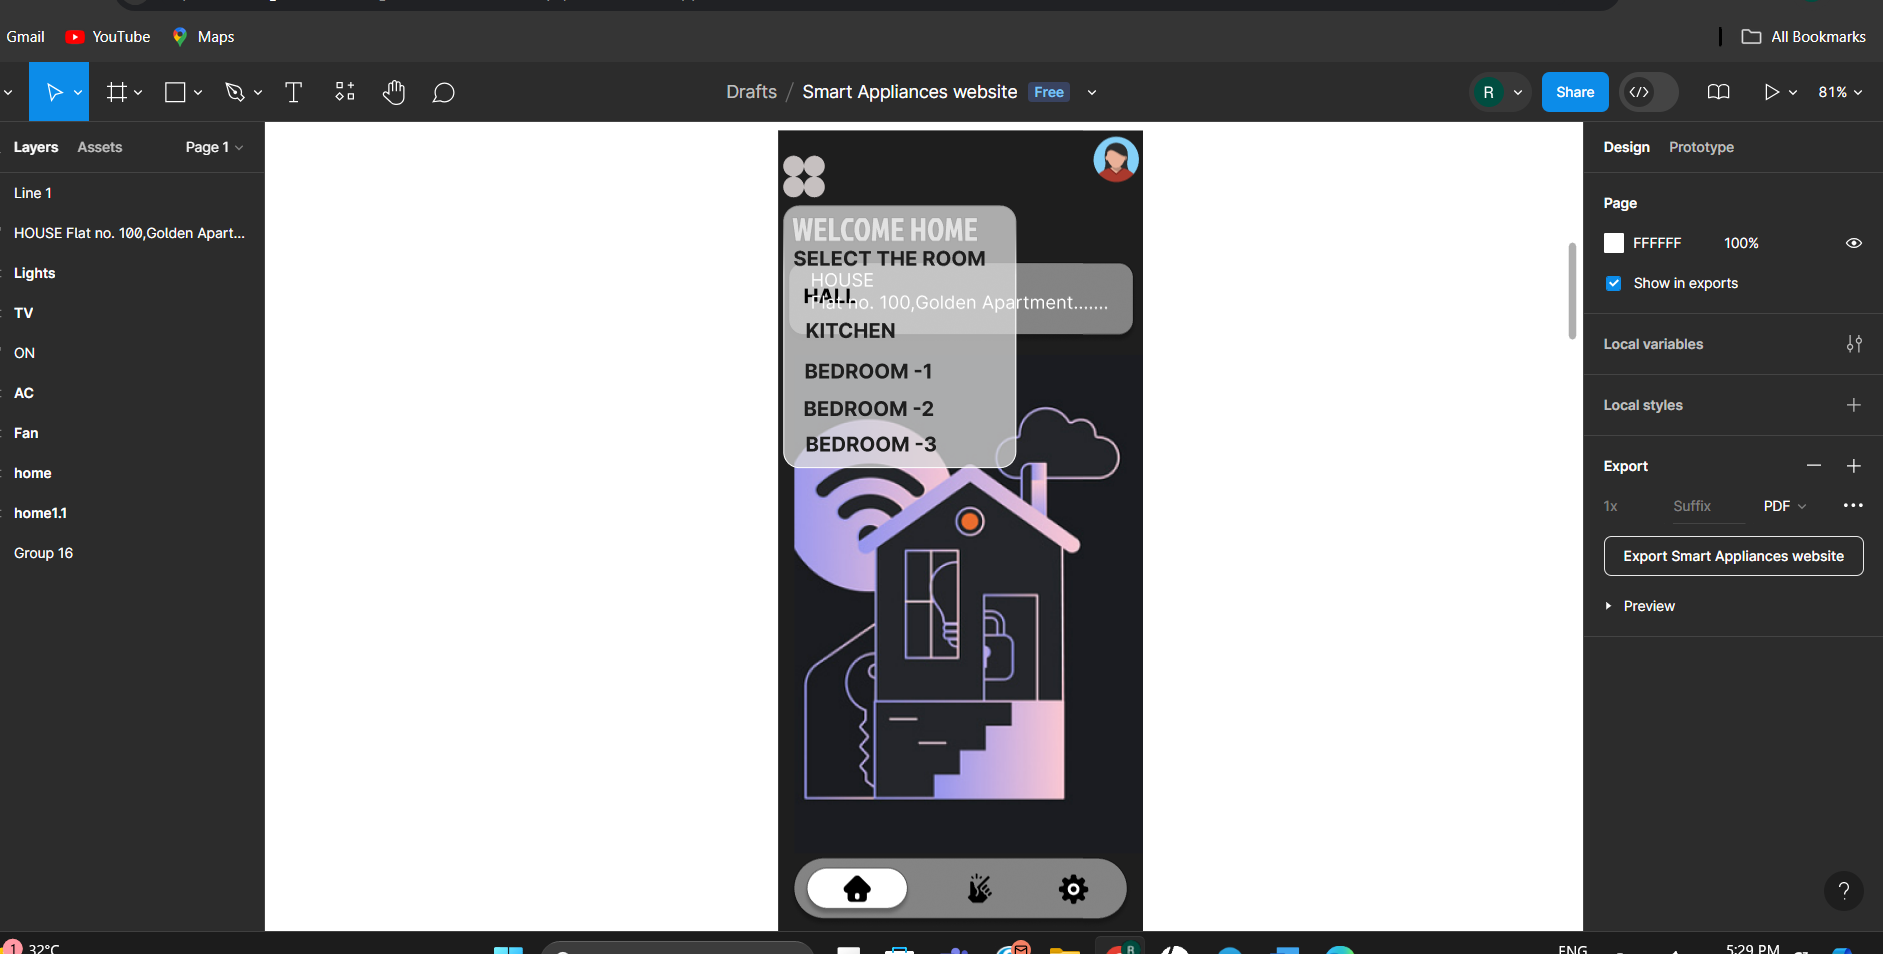 Gmail YouTube Maps All Bookmarks
Drafts / Smart Appliances website Free R Share 81%
Layers Assets Page 1
Line 1
HOUSE Flat no. 100,Golden Apart...
Lights
TV
ON
AC
Fan
home
home1.1
Group 16
WELCOME HOME
SELECT THE ROOM
HOUSE
HALL
Flat no. 100,Golden Apartment.......
KITCHEN
BEDROOM -1
BEDROOM -2
BEDROOM -3
Design Prototype
Page
FFFFFF 100%
Show in exports
Local variables
Local styles
Export
1x Suffix PDF
Export Smart Appliances website
Preview
?
1 32°C R ENG 5:29 PM